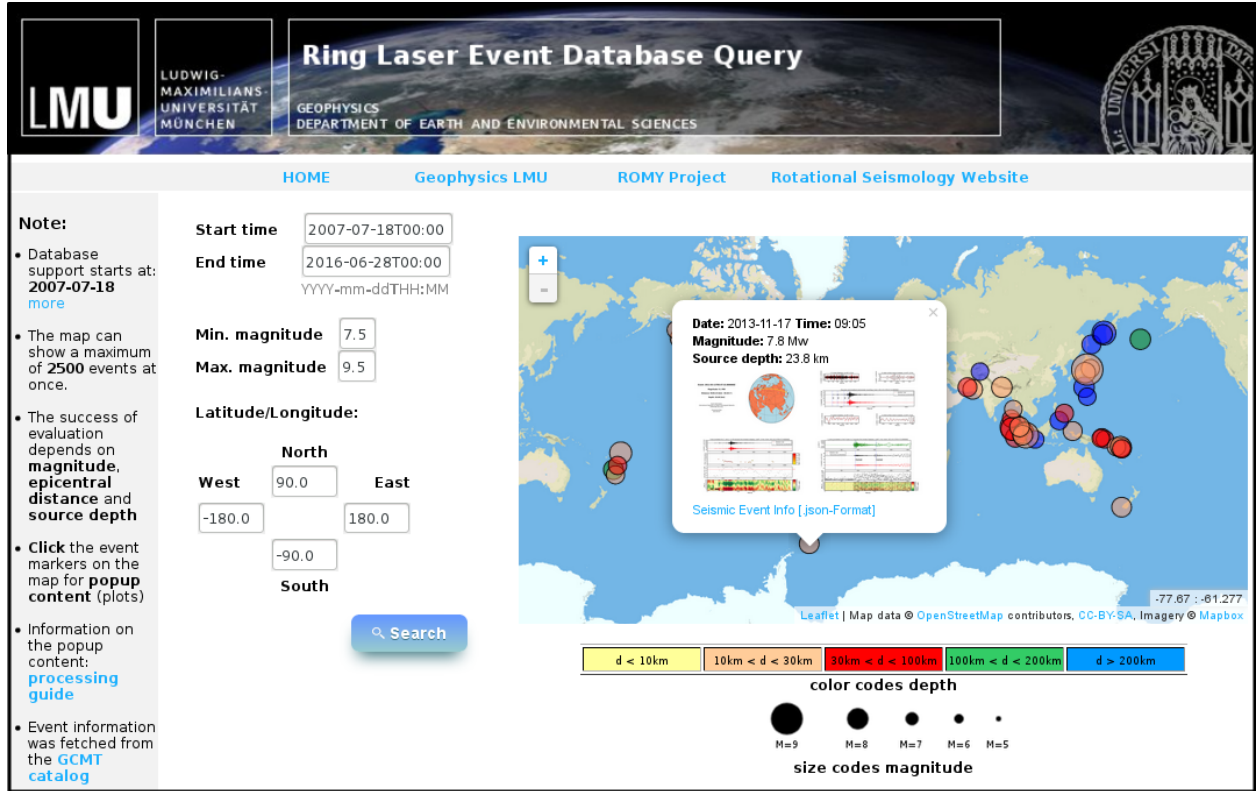 LMU
LUDWIG-
MAXIMILIANS-
UNIVERSITÄT
MÜNCHEN
Ring Laser Event Database Query
GEOPHYSICS
DEPARTMENT OF EARTH AND ENVIRONMENTAL SCIENCES
HOME Geophysics LMU ROMY Project Rotational Seismology Website
Note:
• Database
support starts at:
2007-07-18
more
• The map can
show a maximum
of 2500 events at
once.
• The success of
evaluation
depends on
magnitude,
epicentral
distance and
source depth
• Click the event
markers on the
map for popup
content (plots)
• Information on
the popup
content:
processing
guide
• Event information
was fetched from
the GCMT
catalog
Start time 2007-07-18T00:00
End time 2016-06-28T00:00
YYYY-mm-ddTHH:MM
Min. magnitude 7.5
Max. magnitude 9.5
Latitude/Longitude:
North
West 90.0 East
-180.0 180.0
-90.0
South
Search
+
-
×
Date: 2013-11-17 Time: 09:05
Magnitude: 7.8 Mw
Source depth: 23.8 km
Seismic Event Info [.json-Format]
-77.67 : -61.277
Leaflet | Map data © OpenStreetMap contributors, CC-BY-SA, Imagery © Mapbox
d < 10km 10km < d < 30km 30km < d < 100km 100km < d < 200km d > 200km
color codes depth
M=9 M=8 M=7 M=6 M=5
size codes magnitude